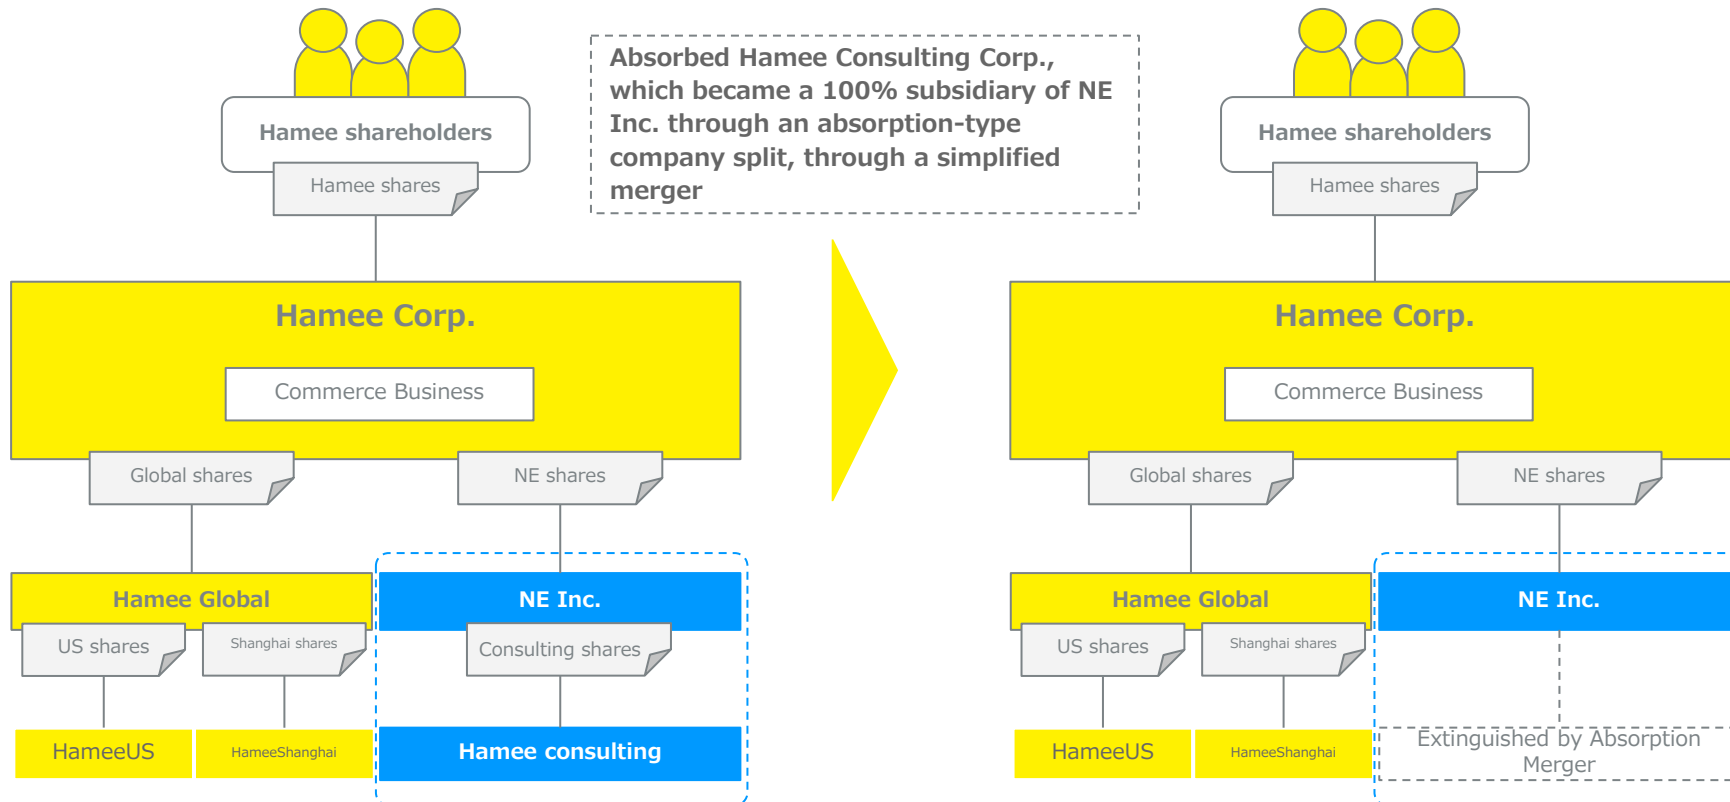 Hamee shareholders
Hamee shares
Absorbed Hamee Consulting Corp.,
which became a 100% subsidiary of NE
Inc. through an absorption-type
company split, through a simplified
merger
Hamee Corp.
Commerce Business
Global shares
NE shares
Hamee Global
NE Inc.
US shares
Shanghai shares
Consulting shares
HameeUS
HameeShanghai
Hamee consulting
Hamee shareholders
Hamee shares
Hamee Corp.
Commerce Business
Global shares
NE shares
Hamee Global
NE Inc.
US shares
Shanghai shares
HameeUS
HameeShanghai
Extinguished by Absorption
Merger